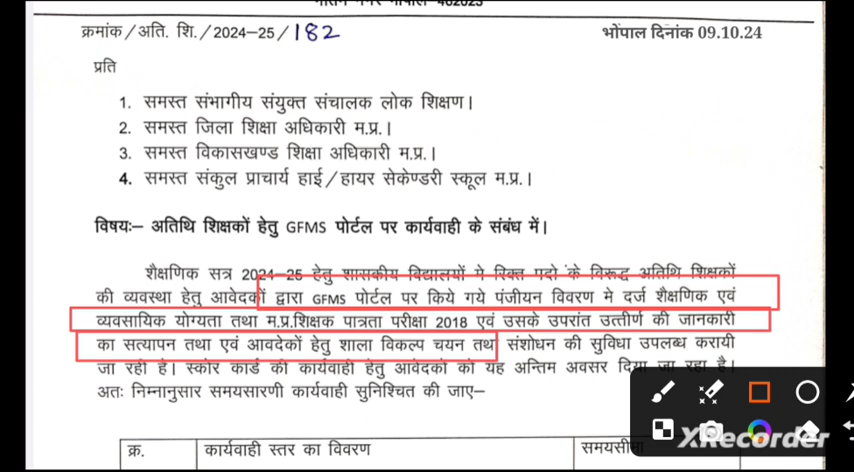 क्रमांक/अति. शि./2024-25/182 भोंपाल दिनांक 09.10.24
प्रति
1. समस्त संभागीय संयुक्त संचालक लोक शिक्षण।
2. समस्त जिला शिक्षा अधिकारी म.प्र.।
3. समस्त विकासखण्ड शिक्षा अधिकारी म.प्र.।
4. समस्त संकुल प्राचार्य हाई/हायर सेकेण्डरी स्कूल म.प्र.।
विषयः– अतिथि शिक्षकों हेतु GFMS पोर्टल पर कार्यवाही के संबंध में।
शैक्षणिक सत्र 2024–25 हेतु शासकीय विद्यालयों मे रिक्त पदो के विरूद्ध अतिथि शिक्षकों
की व्यवस्था हेतु आवेदकों द्वारा GFMS पोर्टल पर किये गये पंजीयन विवरण मे दर्ज शैक्षणिक एवं
व्यवसायिक योग्यता तथा म.प्र.शिक्षक पात्रता परीक्षा 2018 एवं उसके उपरांत उत्तीर्ण की जानकारी
का सत्यापन तथा एवं आवदेकों हेतु शाला विकल्प चयन तथ संशोधन की सुविधा उपलब्ध करायी
जा रही है। स्कोर कार्ड की कार्यवाही हेतु आवेदको को यह अन्तिम अवसर दिया जा रहा है।
अतः निम्नानुसार समयसारणी कार्यवाही सुनिश्चित की जाए–
क्र. कार्यवाही स्तर का विवरण समयसीमा
XRecorder